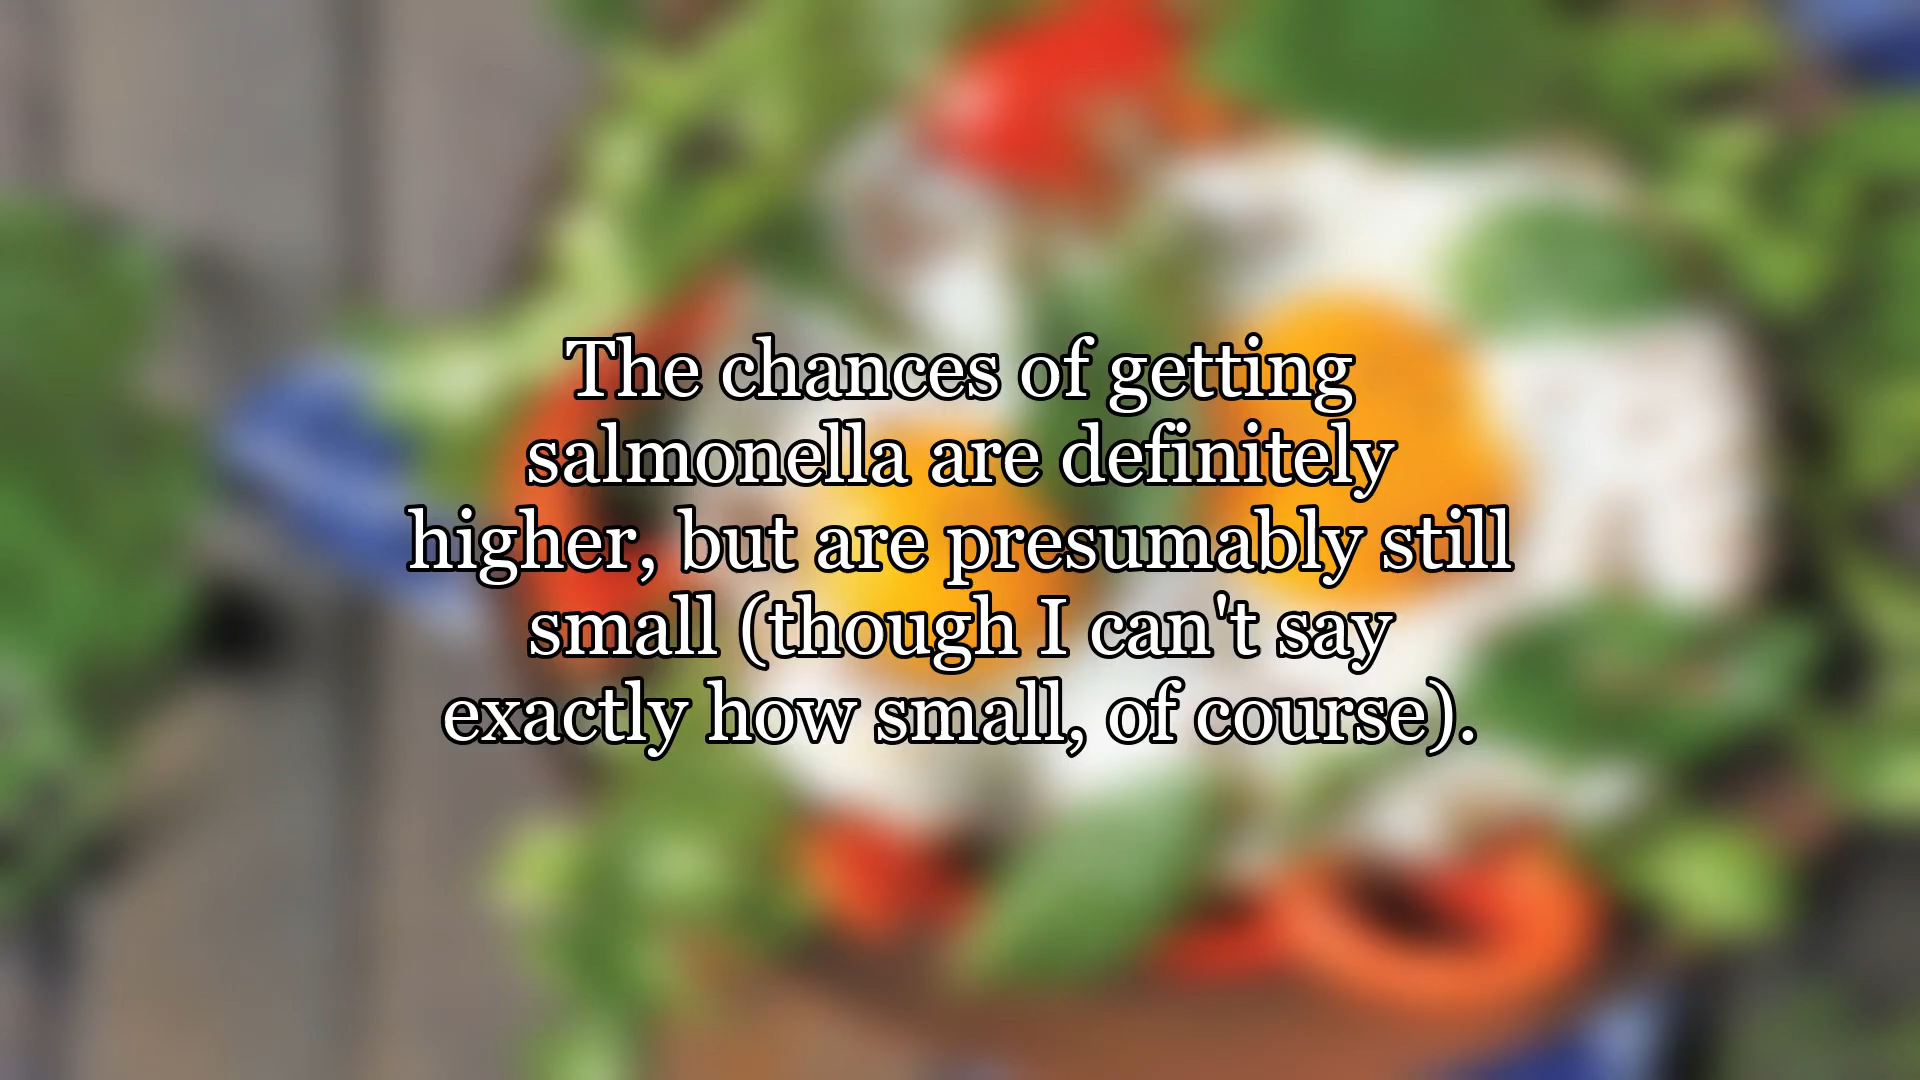 The chances of getting
salmonella are definitely
higher, but are presumably still
small (though I can't say
exactly how small, of course).